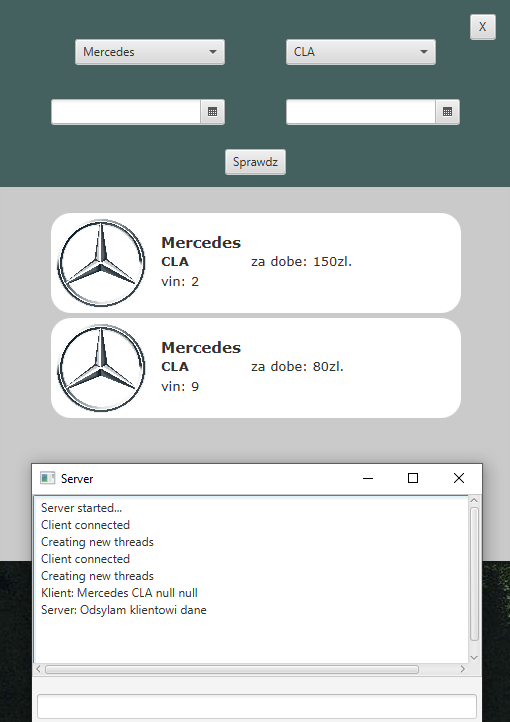 X
Mercedes CLA
Sprawdz
Mercedes
CLA za dobe: 150zl.
vin: 2
Mercedes
CLA za dobe: 80zl.
vin: 9
Server
Server started...
Client connected
Creating new threads
Client connected
Creating new threads
Klient: Mercedes CLA null null
Server: Odsylam klientowi dane